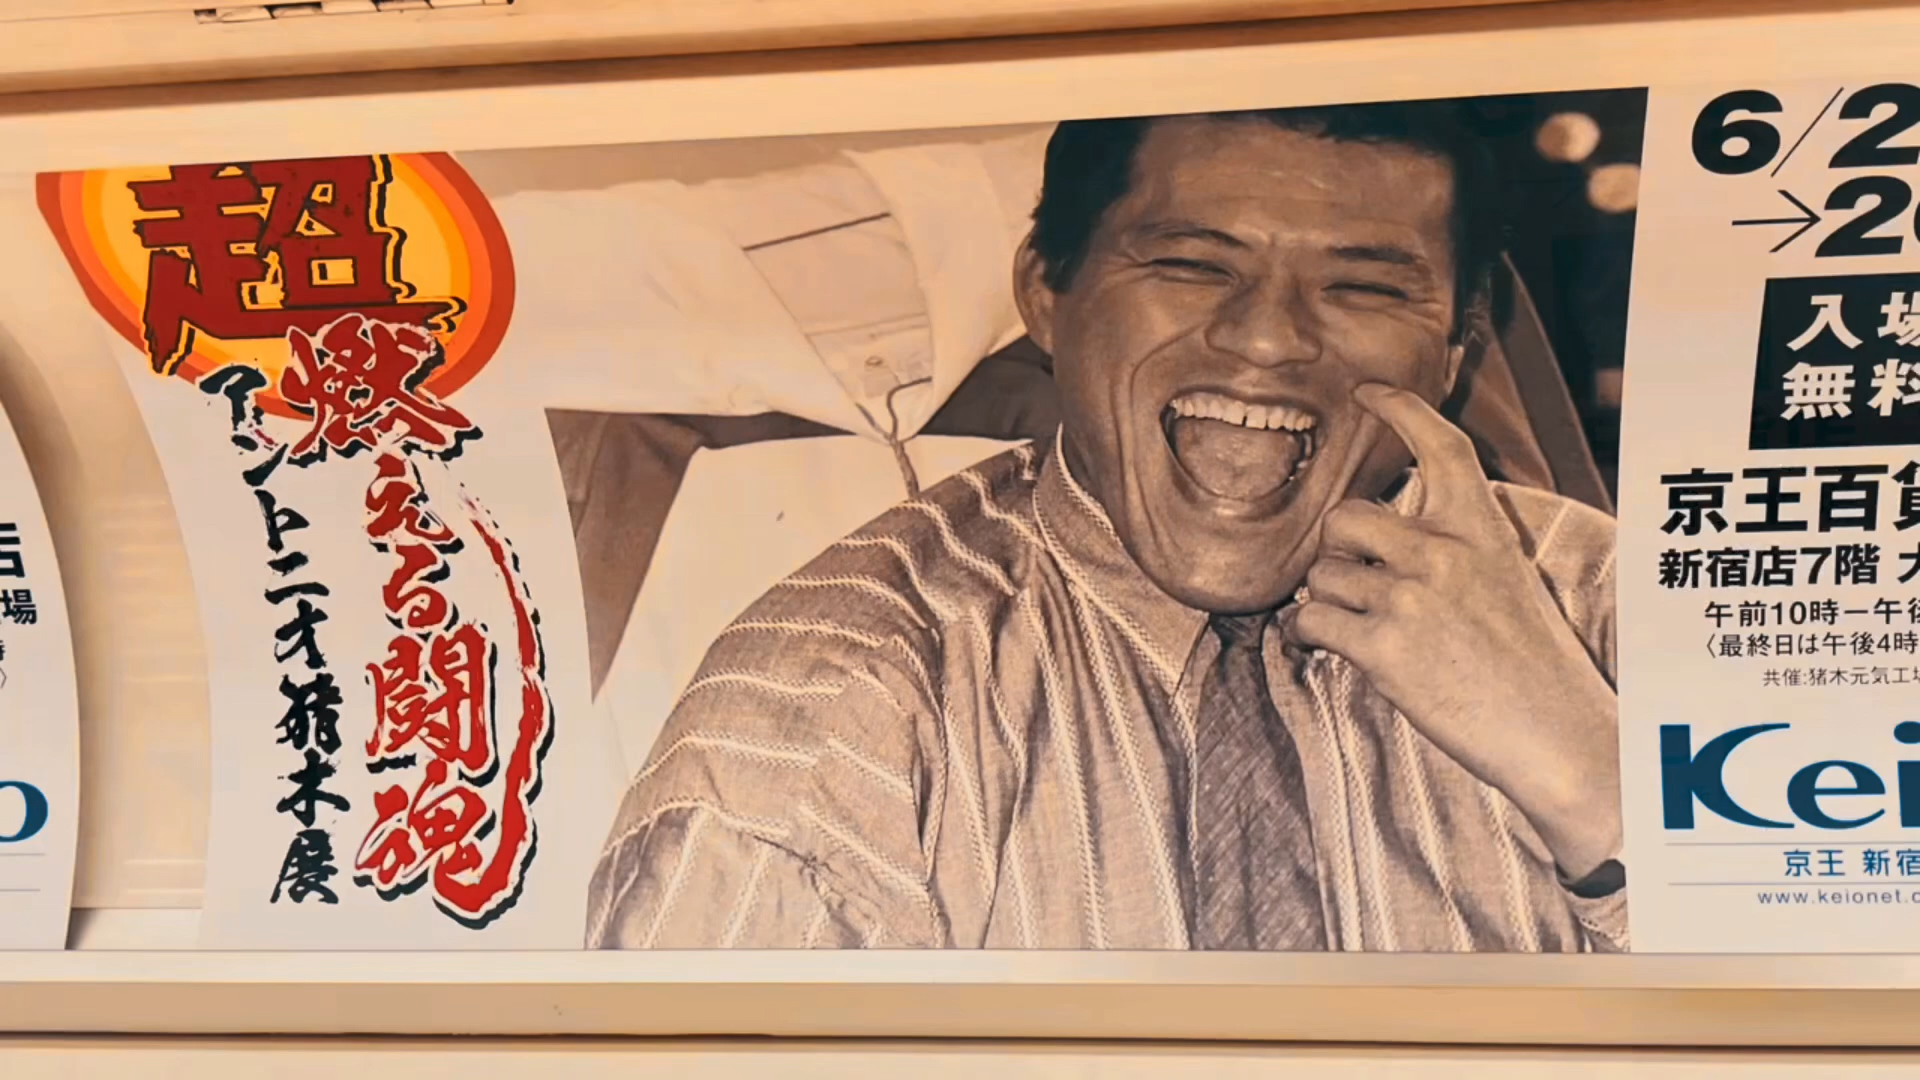 超
燃える闘魂
アントニオ猪木展
6/2
→2
入場
無料
京王百貨
新宿店7階 大
午前10時ー午後
〈最終日は午後4時
共催:猪木元気工場
Kei
京王 新宿
www.keionet.c
店
場
〉
o